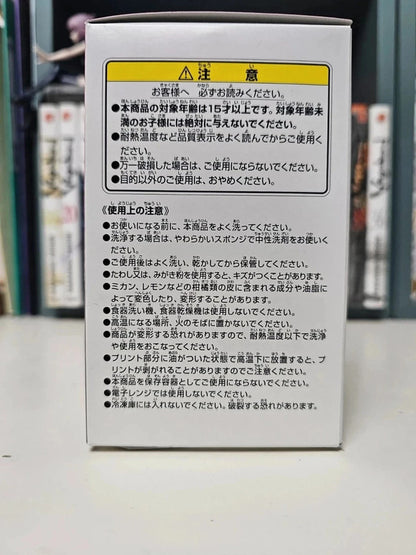 ⚠注 意
お客様へ 必ずお読みください。
●本商品の対象年齢は15才以上です。対象年齢未
満のお子様には絶対に与えないでください。
●耐熱温度など品質表示をよく読んでからご使用く
ださい。
●万一破損した場合は、ご使用にならないでください。
●目的以外のご使用は、おやめください。
《使用上の注意》
●お使いになる前に、本商品をよく洗ってください。
●洗浄する場合は、やわらかいスポンジで中性洗剤をお使いく
ださい。
●ご使用後はよく洗い、乾かしてから保管してください。
●たわし又は、みがき粉を使用すると、キズがつくことがあります。
●ミカン、レモンなどの柑橘類の皮に含まれる成分や油脂に
よって変色したり、変形することがあります。
●食器洗い機、食器乾燥機は使用しないでください。
●高温になる場所、火のそばに置かないでください。
●商品が変形する恐れがありますので、耐熱温度以下で洗浄
や使用をおこなってください。
●プリント部分に油がついた状態で高温下に放置すると、プ
リントが剥がれることがありますのでご注意ください。
●本商品を保存容器としてご使用にならないでください。
●電子レンジでは使用しないでください。
●冷凍庫には入れないでください。破裂する恐れがあります。